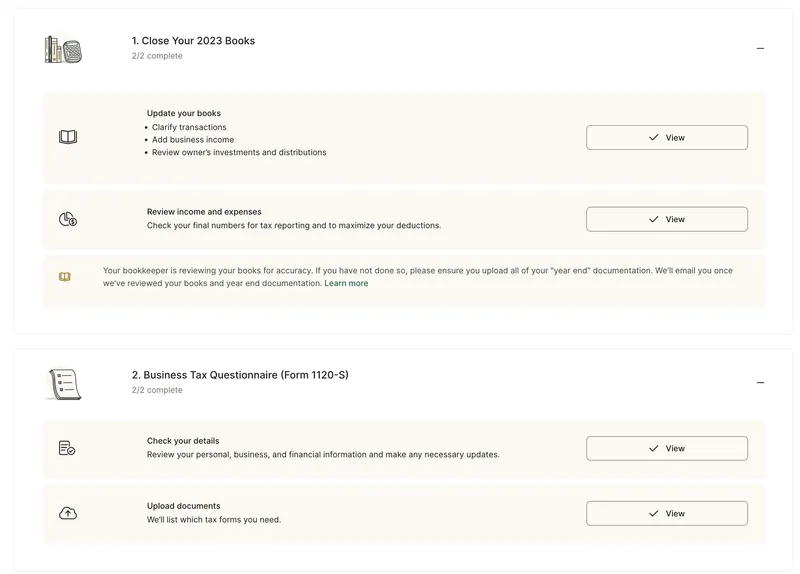 1. Close Your 2023 Books
2/2 complete
Update your books
• Clarify transactions
• Add business income
• Review owner's investments and distributions
View
Review income and expenses
Check your final numbers for tax reporting and to maximize your deductions.
View
Your bookkeeper is reviewing your books for accuracy. If you have not done so, please ensure you upload all of your "year end" documentation. We'll email you once
we've reviewed your books and year end documentation. Learn more
2. Business Tax Questionnaire (Form 1120-S)
2/2 complete
Check your details
Review your personal, business, and financial information and make any necessary updates.
View
Upload documents
We'll list which tax forms you need.
View